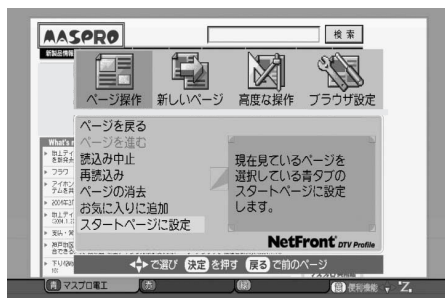 MASPRO
検 索
新製品情報
ページ操作
新しいページ
高度な操作
ブラウザ設定
ページを戻る
ページを進む
読込み中止
再読込み
ページの消去
お気に入りに追加
スタートページに設定
現在見ているページを
選択している青タブの
スタートページに設定
します。
NetFront DTV Profile
What's n
で選び 決定 を押す 戻る で前のページ
青 マスプロ電工
赤
緑
黄 便利機能